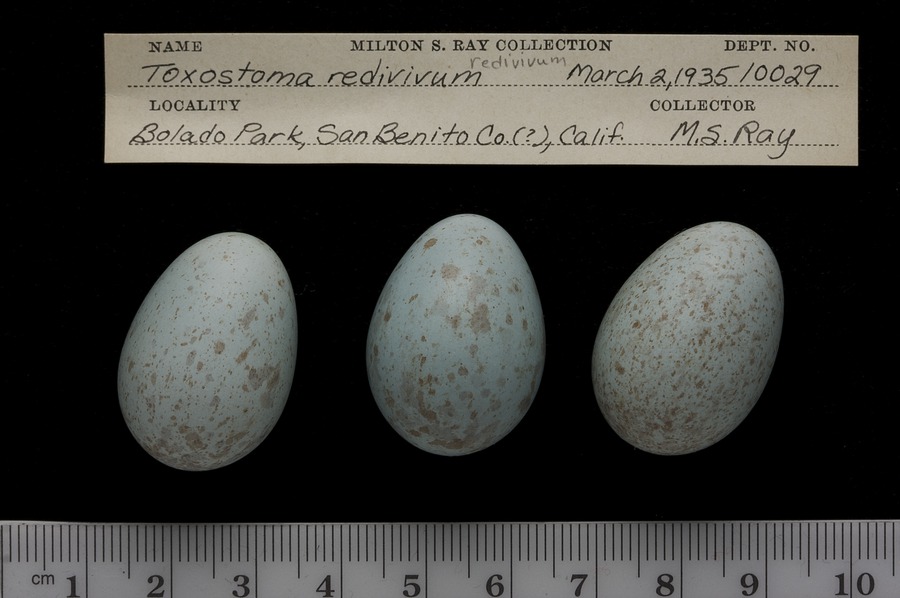 NAME MILTON S. RAY COLLECTION DEPT. NO.
redivivum
Toxostoma redivivum March 2, 1935 10029
LOCALITY COLLECTOR
Bolado Park, San Benito Co. (?), Calif. M.S. Ray
cm 1 2 3 4 5 6 7 8 9 10